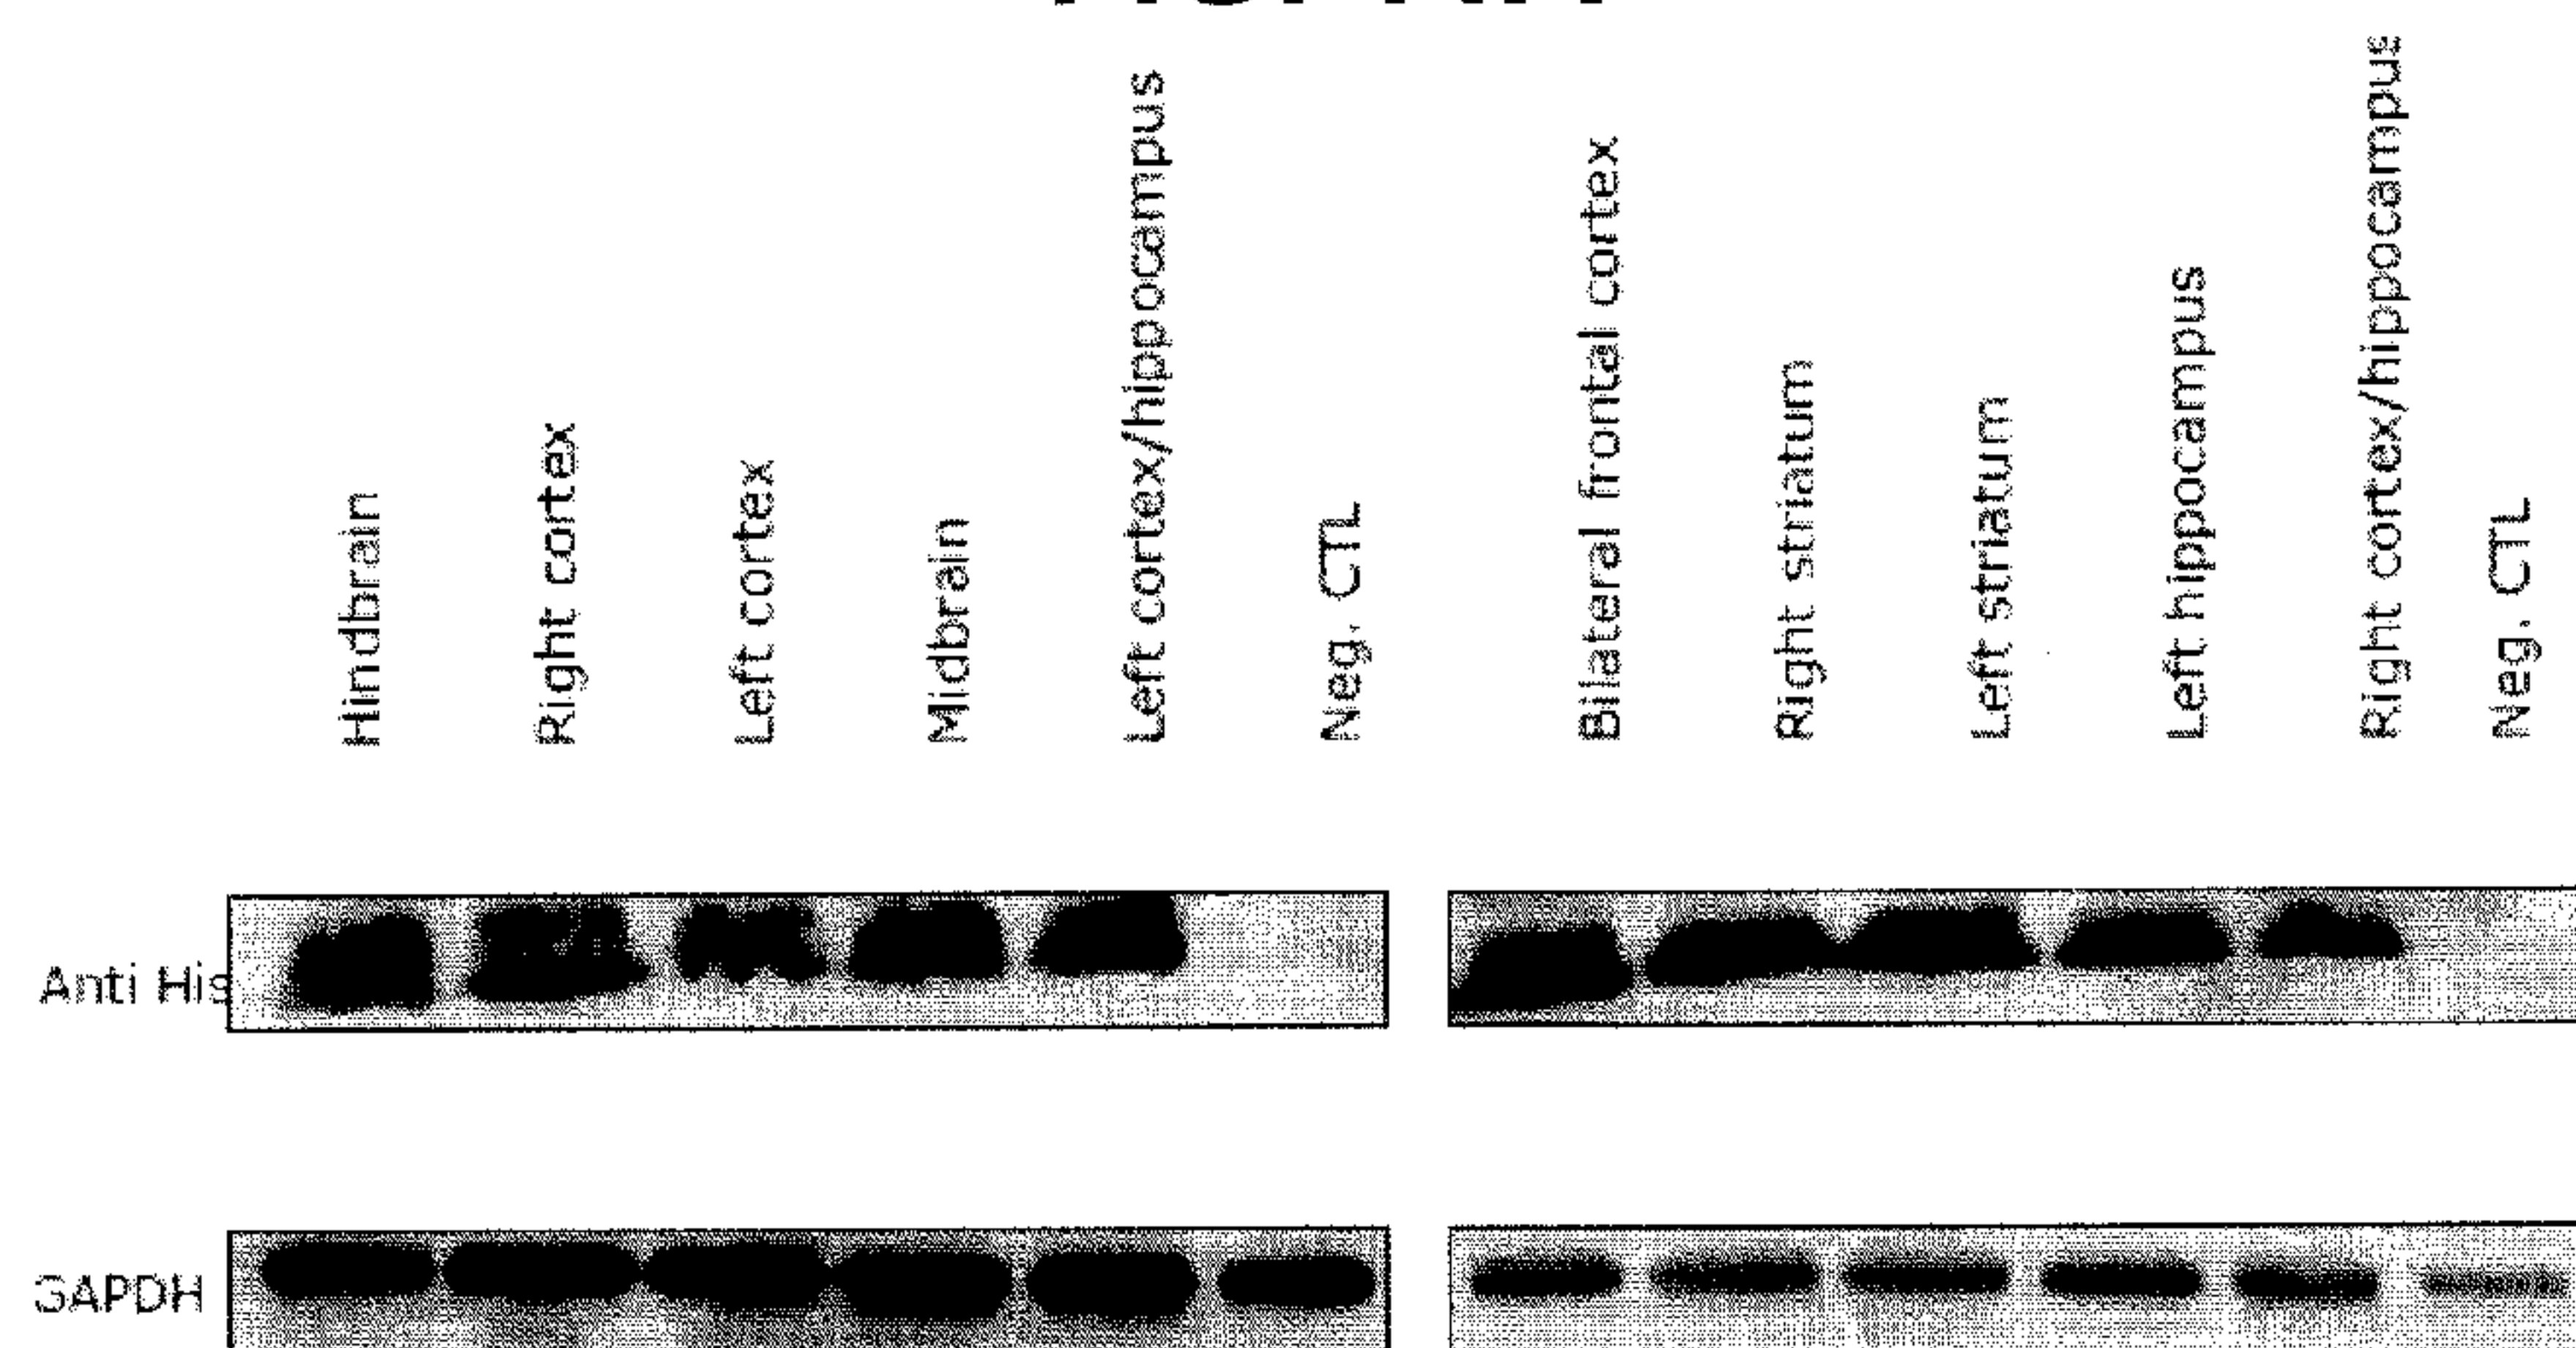 Hindbrain
Right cortex
Left cortex
Midbrain
Left cortex/hippocampus
Neg. CTL
Bilateral frontal cortex
Right striatum
Left striatum
Left hippocampus
Right cortex/hippocampus
Neg. CTL
Anti His
GAPDH